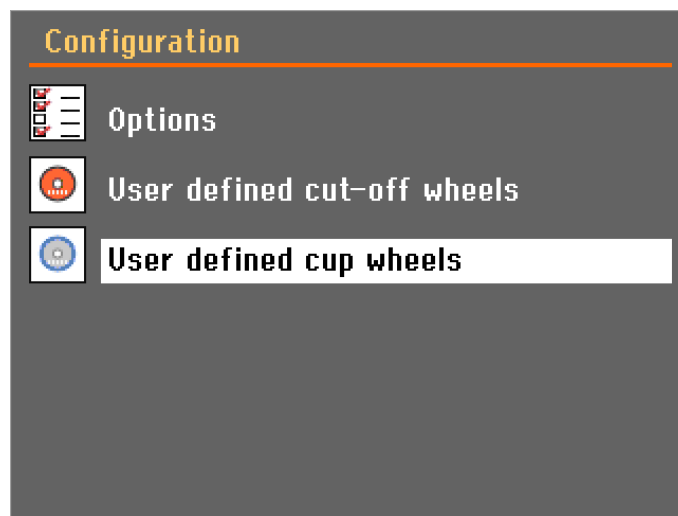 Configuration
Options
User defined cut-off wheels
User defined cup wheels